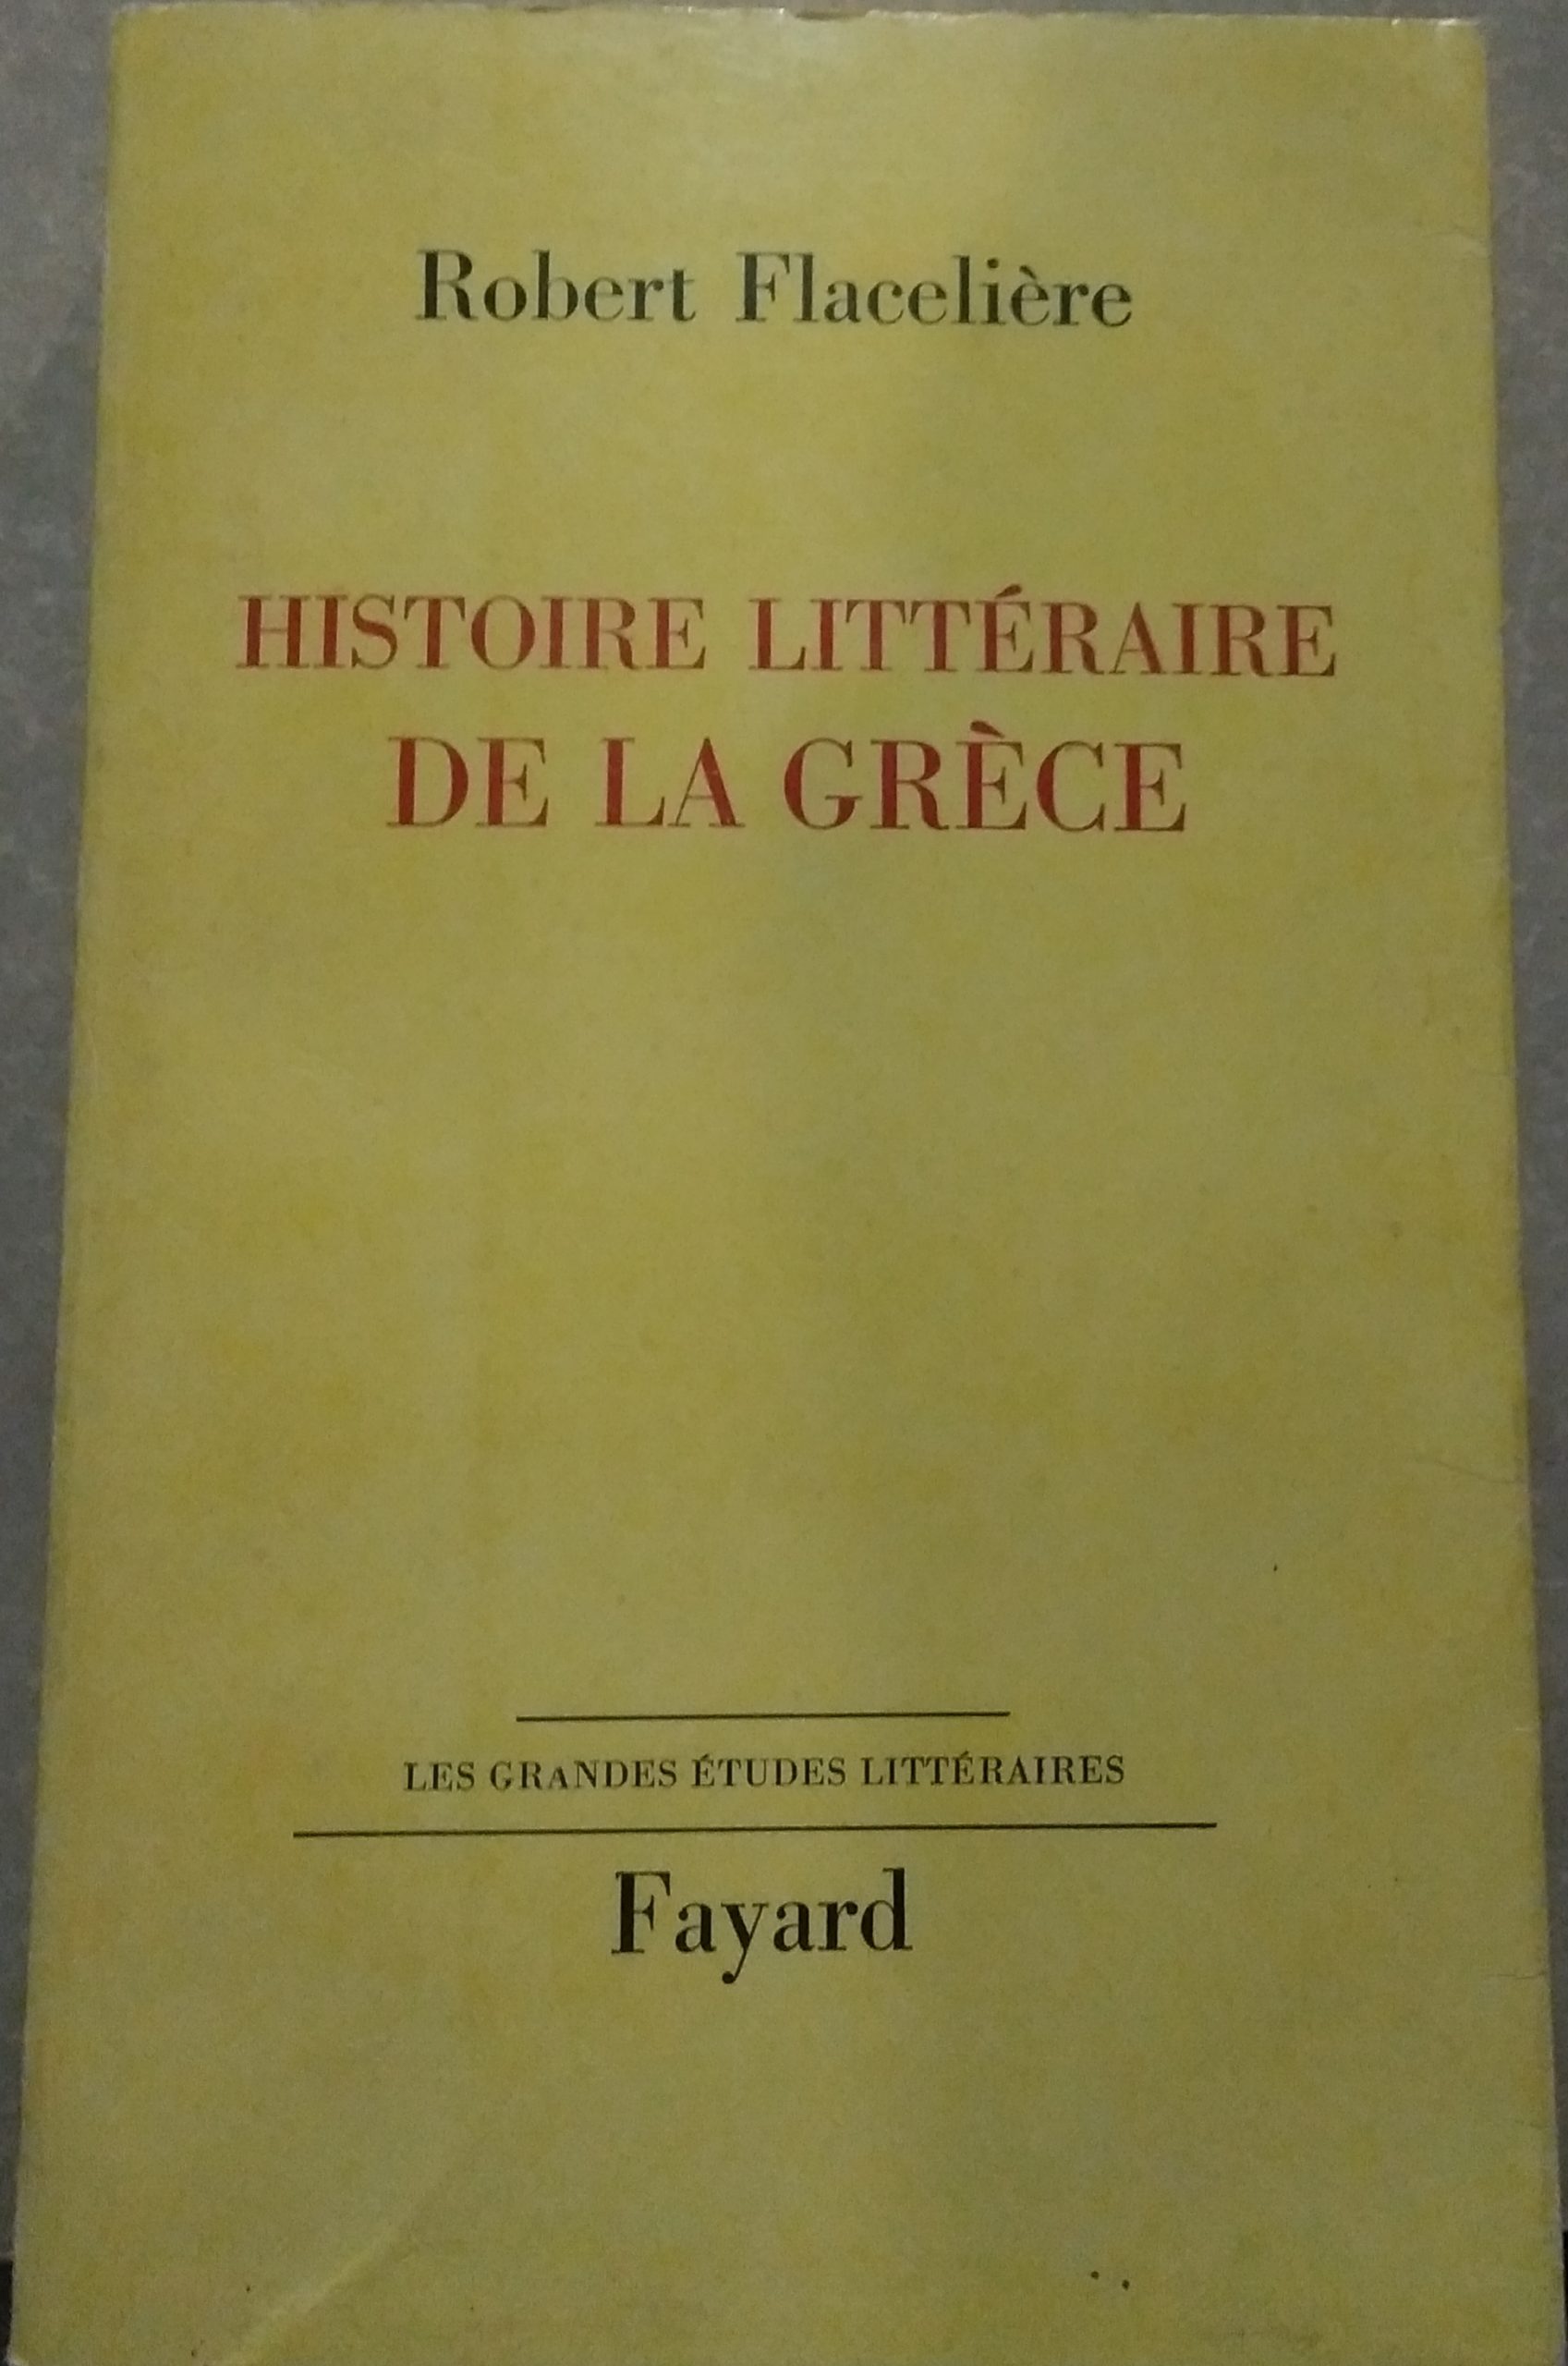 Robert Flacelière
HISTOIRE LITTÉRAIRE
DE LA GRÈCE
LES GRANDES ÉTUDES LITTÉRAIRES
Fayard